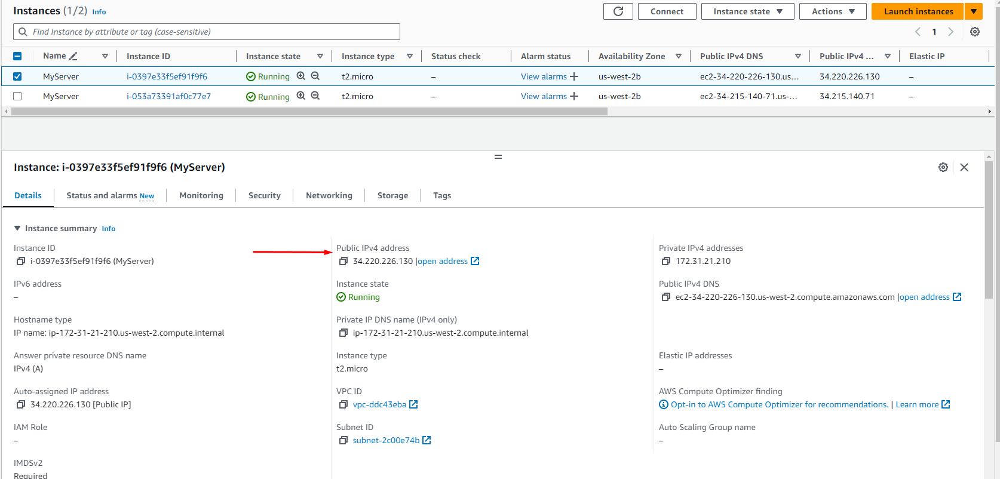 Instances (1/2) Info
Connect
Instance state
Actions
Launch instances
Find Instance by attribute or tag (case-sensitive)
1
Name Instance ID Instance state Instance type Status check Alarm status Availability Zone Public IPv4 DNS Public IPv4 ... Elastic IP
MyServer i-0397e33f5ef91f9f6 Running t2.micro – View alarms + us-west-2b ec2-34-220-226-130.us... 34.220.226.130 –
MyServer i-053a73391af0c77e7 Running t2.micro – View alarms + us-west-2b ec2-34-215-140-71.us-... 34.215.140.71 –
Instance: i-0397e33f5ef91f9f6 (MyServer)
Details Status and alarms New Monitoring Security Networking Storage Tags
Instance summary Info
Instance ID
i-0397e33f5ef91f9f6 (MyServer)
IPv6 address
–
Hostname type
IP name: ip-172-31-21-210.us-west-2.compute.internal
Answer private resource DNS name
IPv4 (A)
Auto-assigned IP address
34.220.226.130 [Public IP]
IAM Role
–
IMDSv2
Required
Public IPv4 address
34.220.226.130 |open address
Instance state
Running
Private IP DNS name (IPv4 only)
ip-172-31-21-210.us-west-2.compute.internal
Instance type
t2.micro
VPC ID
vpc-ddc43eba
Subnet ID
subnet-2c00e74b
Private IPv4 addresses
172.31.21.210
Public IPv4 DNS
ec2-34-220-226-130.us-west-2.compute.amazonaws.com |open address
Elastic IP addresses
–
AWS Compute Optimizer finding
Opt-in to AWS Compute Optimizer for recommendations. | Learn more
Auto Scaling Group name
–